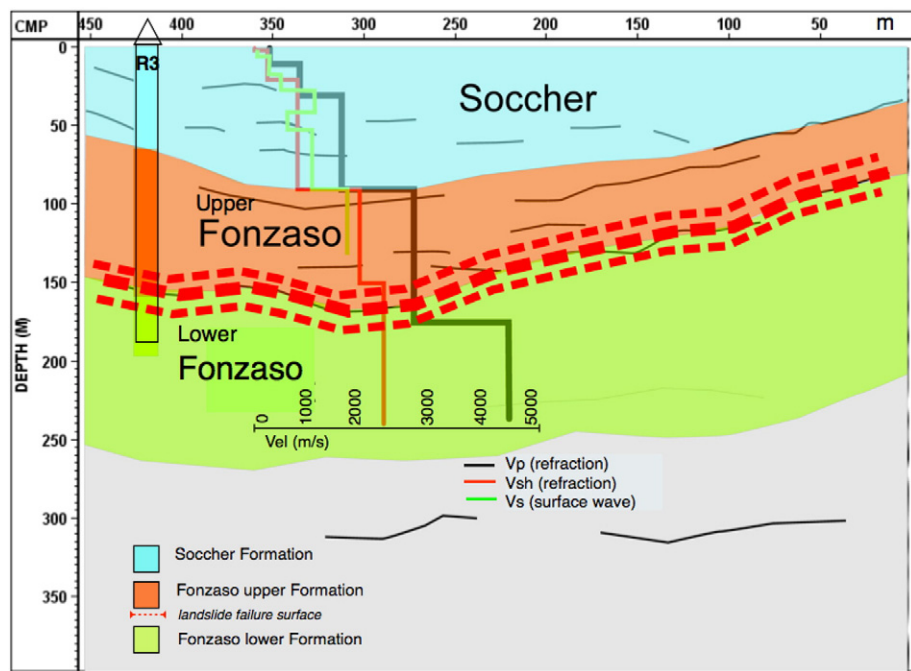 CMP 450 400 350 300 250 200 150 100 50 m
0
50
100
150
200
250
300
350
DEPTH (M)
R3
Soccher
Upper
Fonzaso
Lower
Fonzaso
0 1000 2000 3000 4000 5000
Vel (m/s)
Vp (refraction)
Vsh (refraction)
Vs (surface wave)
Soccher Formation
Fonzaso upper Formation
landslide failure surface
Fonzaso lower Formation